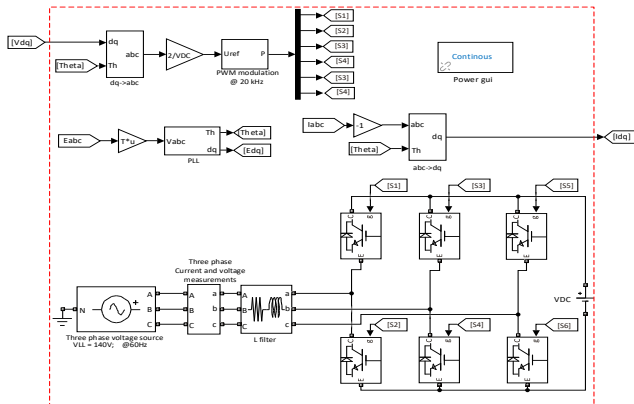 [S1]
[S2]
[S3]
[S4]
[S3]
[S4]
[Vdq]
dq
abc
Th
[Theta]
dq->abc
2/VDC
Uref
P
PWM modulation
@ 20 kHz
Continous
Power gui
Eabc
T*u
Vabc
Th
dq
PLL
[Theta]
[Edq]
Iabc
-1
[Theta]
abc
dq
Th
abc->dq
[Idq]
[S1]
[S3]
[S5]
C
g
E
C
g
E
C
g
E
Three phase
Current and voltage
measurements
N
A
B
C
A
B
C
a
b
c
A
B
C
a
b
c
Three phase voltage source
VLL = 140V; @60Hz
L filter
VDC
[S2]
[S4]
[S6]
C
g
E
C
g
E
C
g
E